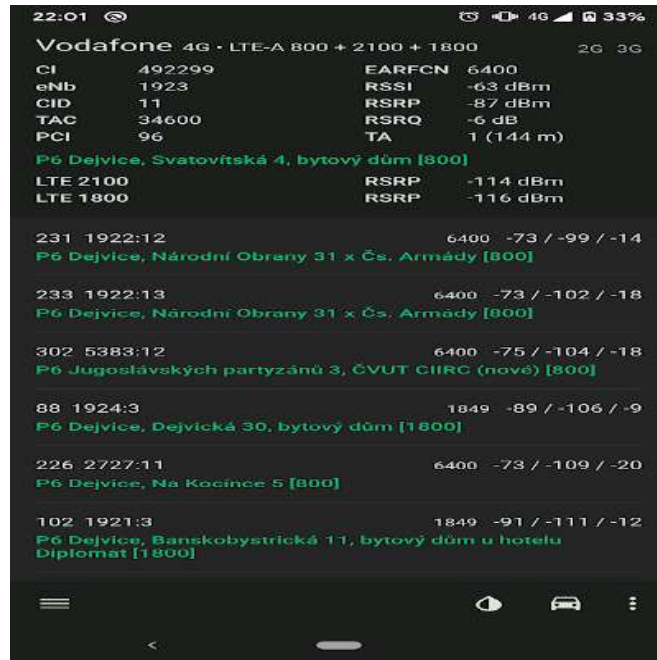 22:01 4G 33%
Vodafone 4G • LTE-A 800 + 2100 + 1800 2G 3G
CI 492299 EARFCN 6400
eNb 1923 RSSI -63 dBm
CID 11 RSRP -87 dBm
TAC 34600 RSRQ -6 dB
PCI 96 TA 1 (144 m)
P6 Dejvice, Svatovítská 4, bytový dům [800]
LTE 2100 RSRP -114 dBm
LTE 1800 RSRP -116 dBm
231 1922:12 6400 -73 / -99 / -14
P6 Dejvice, Národní Obrany 31 x Čs. Armády [800]
233 1922:13 6400 -73 / -102 / -18
P6 Dejvice, Národní Obrany 31 x Čs. Armády [800]
302 5383:12 6400 -75 / -104 / -18
P6 Jugoslávských partyzánů 3, ČVUT CIIRC (nové) [800]
88 1924:3 1849 -89 / -106 / -9
P6 Dejvice, Dejvická 30, bytový dům [1800]
226 2727:11 6400 -73 / -109 / -20
P6 Dejvice, Na Kocínce 5 [800]
102 1921:3 1849 -91 / -111 / -12
P6 Dejvice, Banskobystrická 11, bytový dům u hotelu
Diplomat [1800]